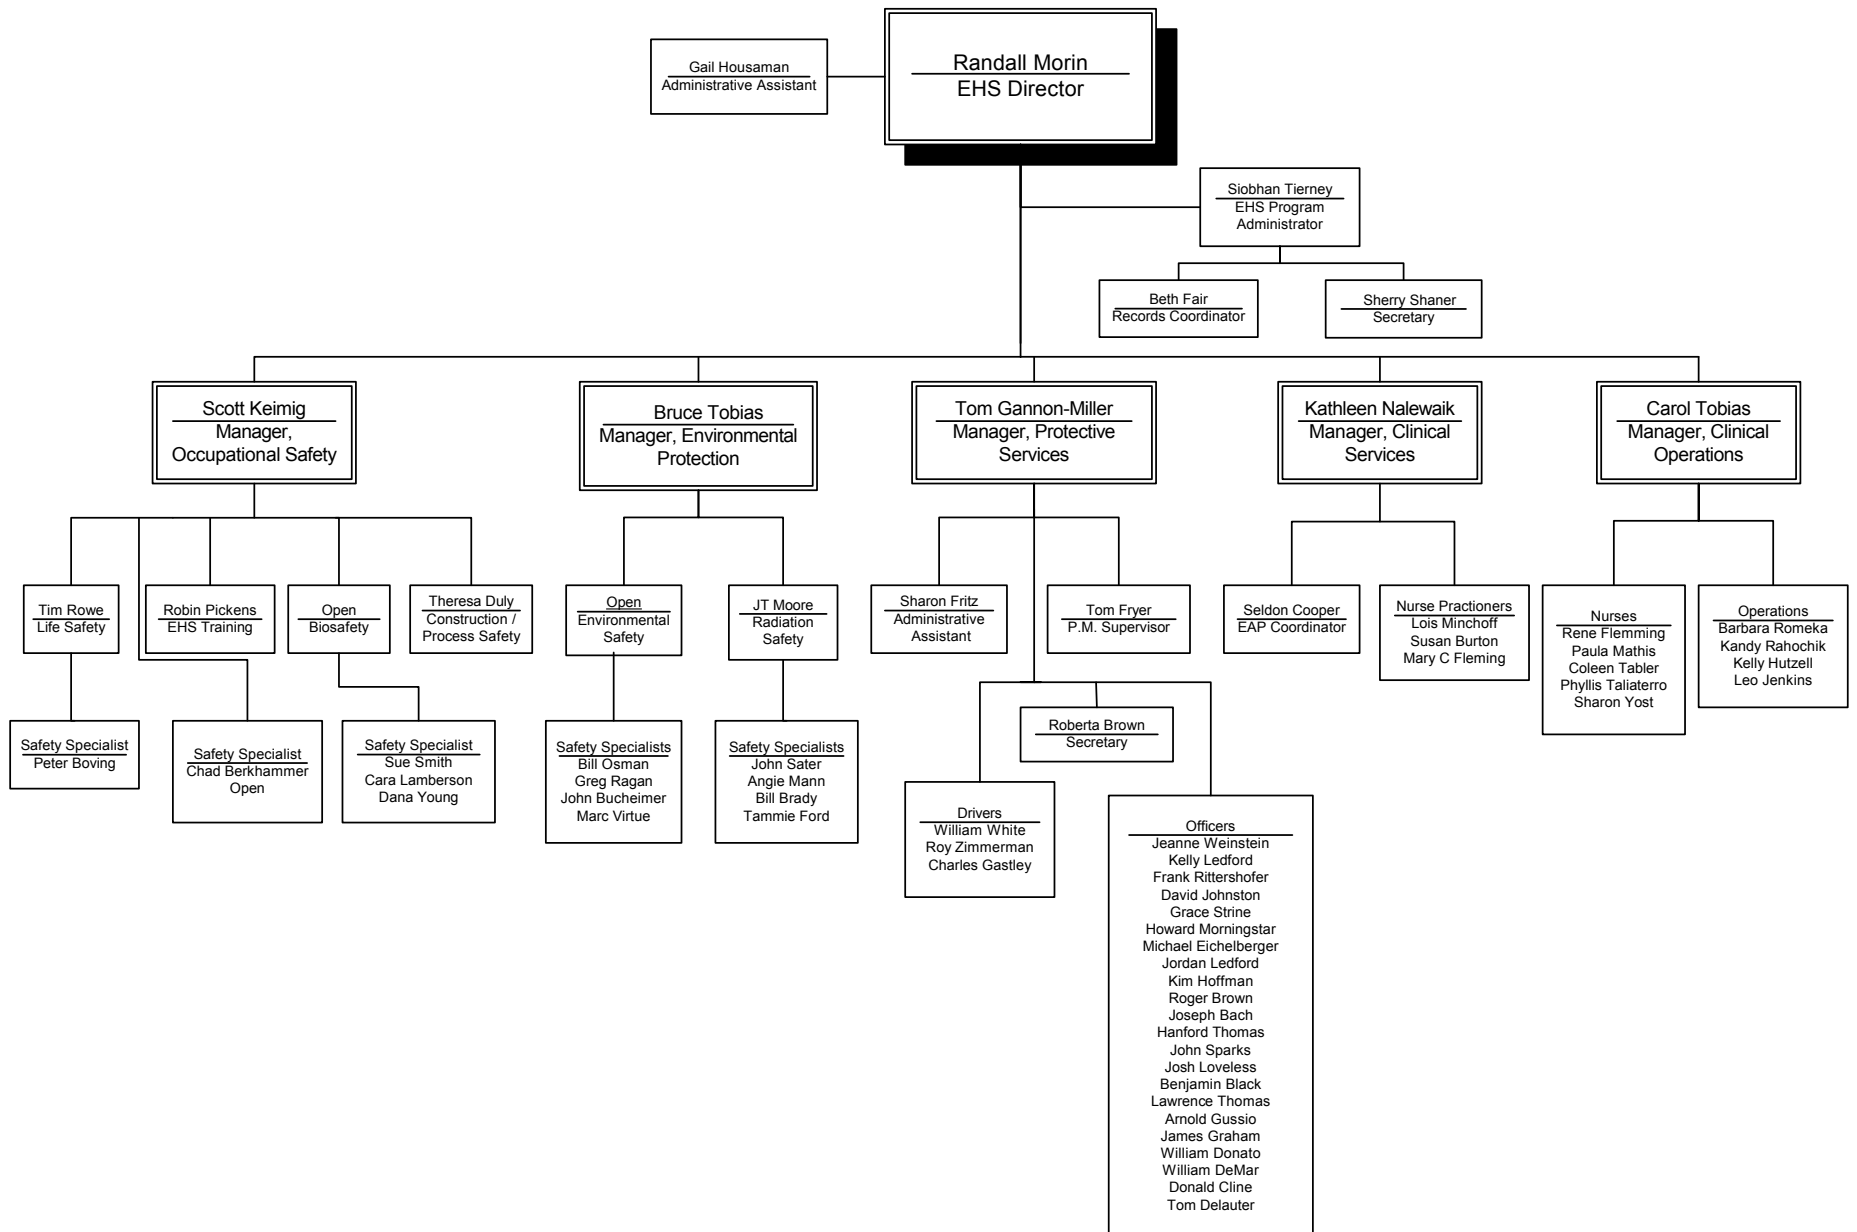 Gail Housaman
Administrative Assistant
Randall Morin
EHS Director
Siobhan Tierney
EHS Program
Administrator
Beth Fair
Records Coordinator
Sherry Shaner
Secretary
Scott Keimig
Manager,
Occupational Safety
Bruce Tobias
Manager, Environmental
Protection
Tom Gannon-Miller
Manager, Protective
Services
Kathleen Nalewaik
Manager, Clinical
Services
Carol Tobias
Manager, Clinical
Operations
Tim Rowe
Life Safety
Robin Pickens
EHS Training
Open
Biosafety
Theresa Duly
Construction /
Process Safety
Open
Environmental
Safety
JT Moore
Radiation
Safety
Sharon Fritz
Administrative
Assistant
Tom Fryer
P.M. Supervisor
Seldon Cooper
EAP Coordinator
Nurse Practioners
Lois Minchoff
Susan Burton
Mary C Fleming
Nurses
Rene Flemming
Paula Mathis
Coleen Tabler
Phyllis Taliaterro
Sharon Yost
Operations
Barbara Romeka
Kandy Rahochik
Kelly Hutzell
Leo Jenkins
Safety Specialist
Peter Boving
Safety Specialist
Chad Berkhammer
Open
Safety Specialist
Sue Smith
Cara Lamberson
Dana Young
Safety Specialists
Bill Osman
Greg Ragan
John Bucheimer
Marc Virtue
Safety Specialists
John Sater
Angie Mann
Bill Brady
Tammie Ford
Roberta Brown
Secretary
Drivers
William White
Roy Zimmerman
Charles Gastley
Officers
Jeanne Weinstein
Kelly Ledford
Frank Rittershofer
David Johnston
Grace Strine
Howard Morningstar
Michael Eichelberger
Jordan Ledford
Kim Hoffman
Roger Brown
Joseph Bach
Hanford Thomas
John Sparks
Josh Loveless
Benjamin Black
Lawrence Thomas
Arnold Gussio
James Graham
William Donato
William DeMar
Donald Cline
Tom Delauter